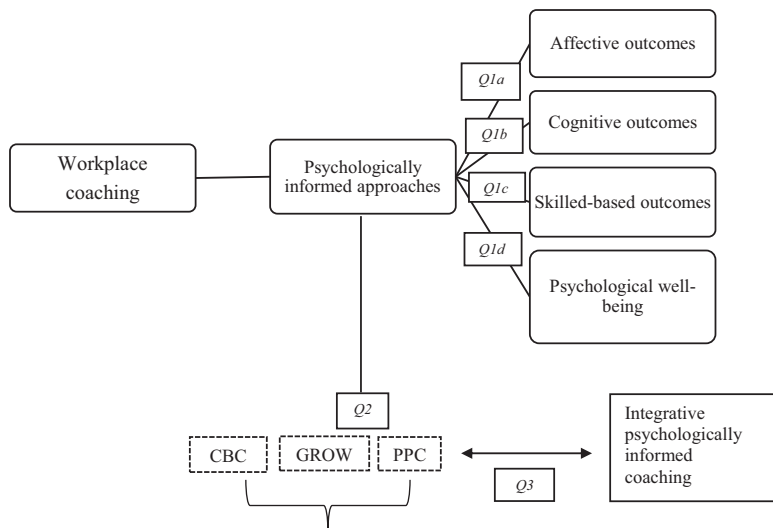 Affective outcomes
Q1a
Q1b
Cognitive outcomes
Workplace
coaching
Psychologically
informed approaches
Q1c
Skilled-based outcomes
Q1d
Psychological well-
being
Q2
CBC
GROW
PPC
Q3
Integrative
psychologically
informed
coaching